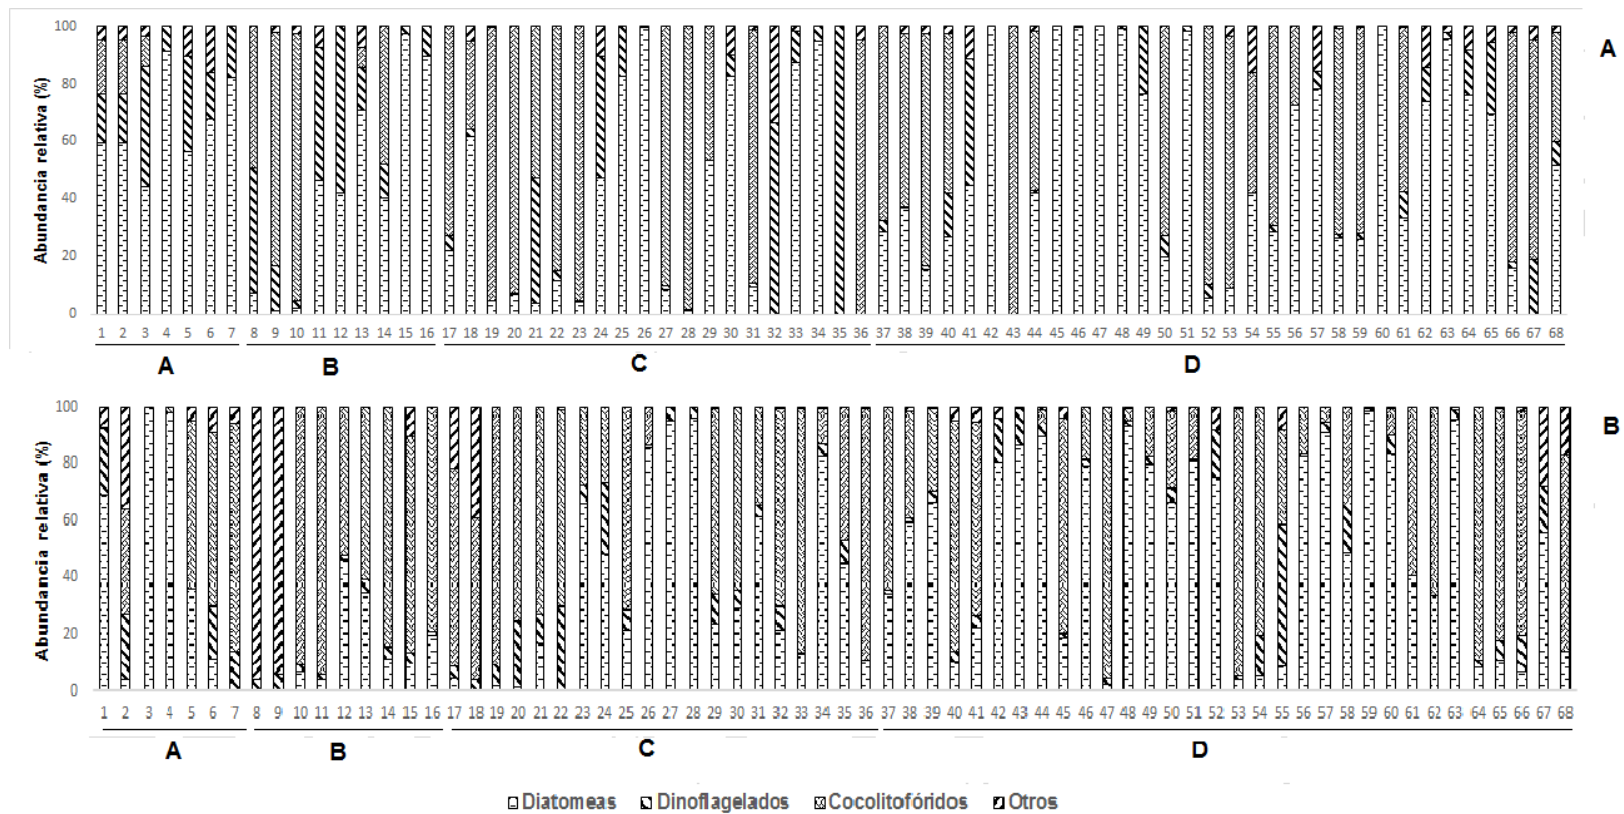 Abundancia relativa (%)
100
80
60
40
20
0
1 2 3 4 5 6 7 8 9 10 11 12 13 14 15 16 17 18 19 20 21 22 23 24 25 26 27 28 29 30 31 32 33 34 35 36 37 38 39 40 41 42 43 44 45 46 47 48 49 50 51 52 53 54 55 56 57 58 59 60 61 62 63 64 65 66 67 68
A B C D
A
Abundancia relativa (%)
100
80
60
40
20
0
1 2 3 4 5 6 7 8 9 10 11 12 13 14 15 16 17 18 19 20 21 22 23 24 25 26 27 28 29 30 31 32 33 34 35 36 37 38 39 40 41 42 43 44 45 46 47 48 49 50 51 52 53 54 55 56 57 58 59 60 61 62 63 64 65 66 67 68
A B C D
B
Diatomeas Dinoflagelados Cocolitofóridos Otros